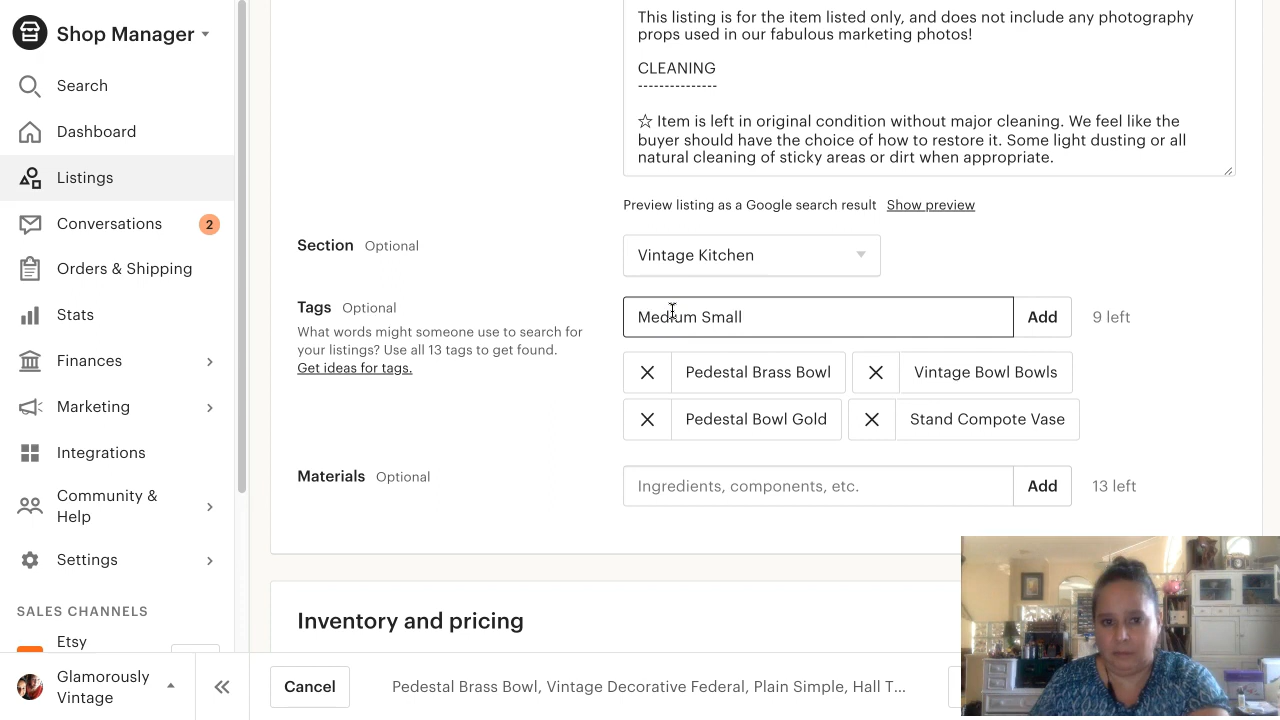 Shop Manager
Search
Dashboard
Listings
Conversations
2
Orders & Shipping
Stats
Finances
Marketing
Integrations
Community &
Help
Settings
SALES CHANNELS
Etsy
Glamorously
Vintage
This listing is for the item listed only, and does not include any photography
props used in our fabulous marketing photos!
CLEANING
---------------
☆ Item is left in original condition without major cleaning. We feel like the
buyer should have the choice of how to restore it. Some light dusting or all
natural cleaning of sticky areas or dirt when appropriate.
Preview listing as a Google search result Show preview
Section Optional
Vintage Kitchen
Tags Optional
What words might someone use to search for
your listings? Use all 13 tags to get found.
Get ideas for tags.
Medium Small
Add
9 left
Pedestal Brass Bowl
Vintage Bowl Bowls
Pedestal Bowl Gold
Stand Compote Vase
Materials Optional
Ingredients, components, etc.
Add
13 left
Inventory and pricing
Cancel
Pedestal Brass Bowl, Vintage Decorative Federal, Plain Simple, Hall T...